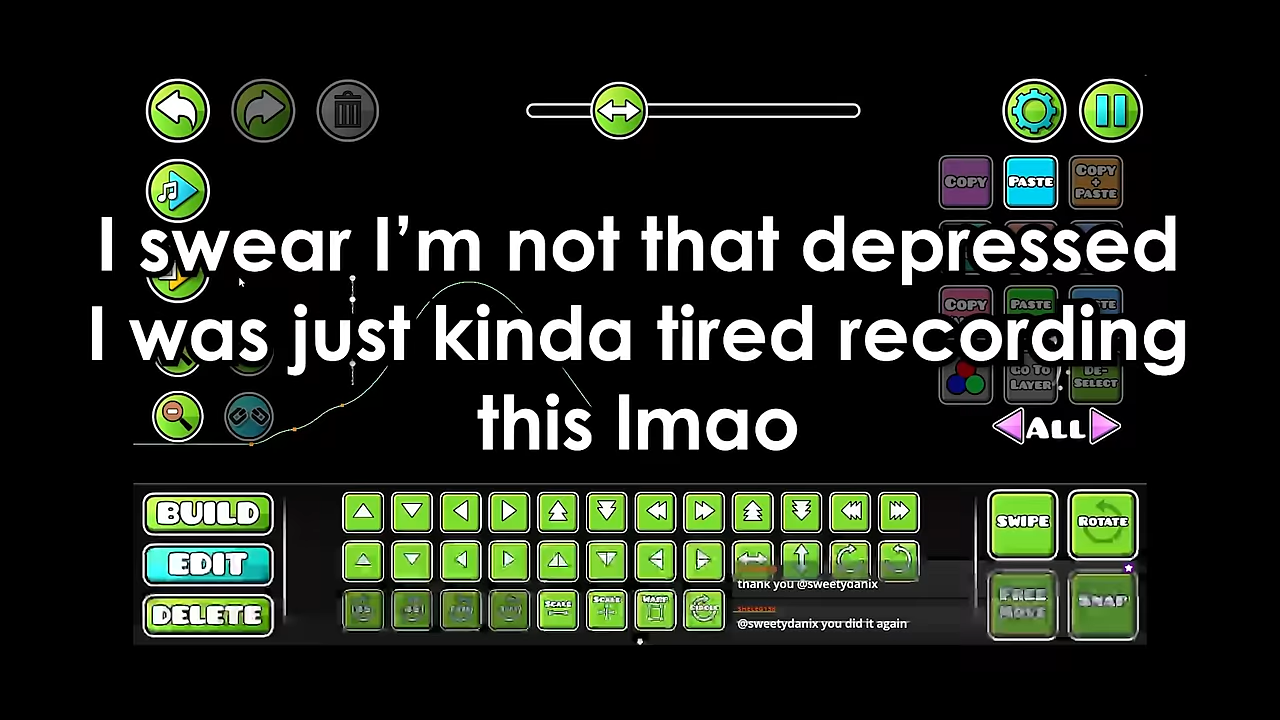 COPY
PASTE
COPY
+
PASTE
I swear I’m not that depressed
COPY
PASTE
I was just kinda tired recording
GO TO
LAYER
DE-
SELECT
this lmao
ALL
BUILD
SWIPE
ROTATE
EDIT
thank you @sweetydanix
FREE
MOVE
SNAP
SCALE
SCALE
WARP
CIRCLE
DELETE
@sweetydanix you did it again